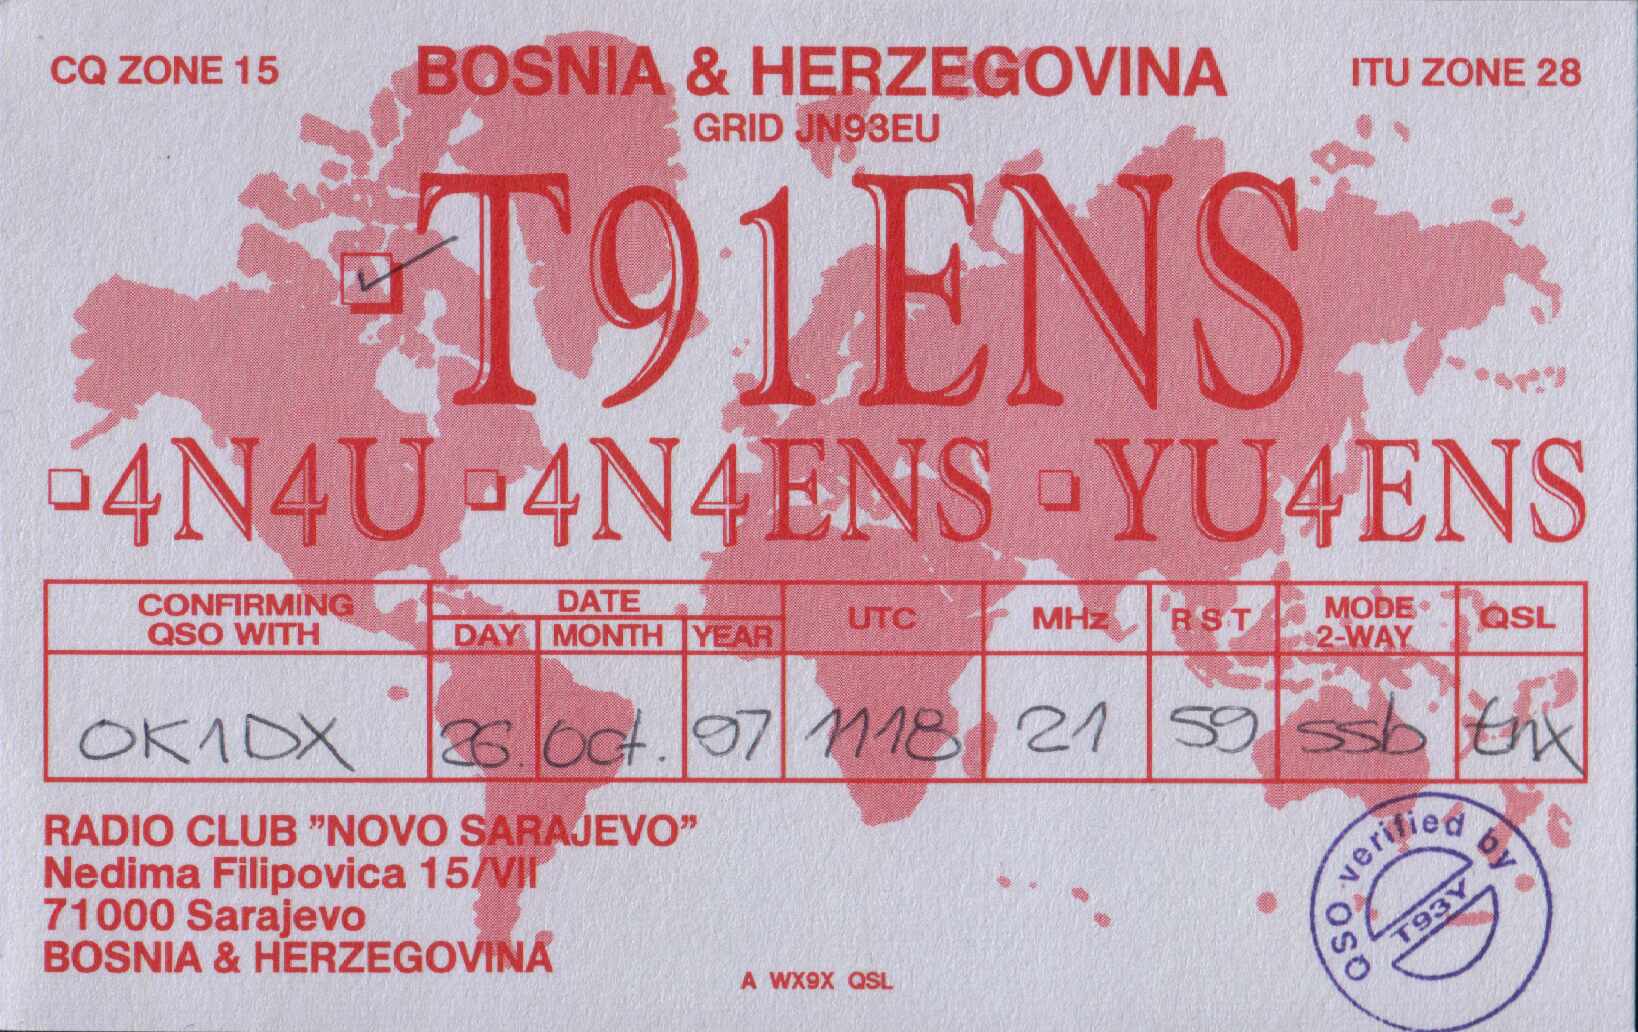 CQ ZONE 15
BOSNIA & HERZEGOVINA
ITU ZONE 28
GRID JN93EU
T91ENS
4N4U 4N4ENS YU4ENS
CONFIRMING QSO WITH
DATE
DAY MONTH YEAR
UTC
MHz
R S T
MODE 2-WAY
QSL
OK1DX 26. Oct. 97 1118 21 59 ssb tnx
RADIO CLUB ”NOVO SARAJEVO”
Nedima Filipovica 15/VII
71000 Sarajevo
BOSNIA & HERZEGOVINA
A WX9X QSL
QSO verified by
T93Y